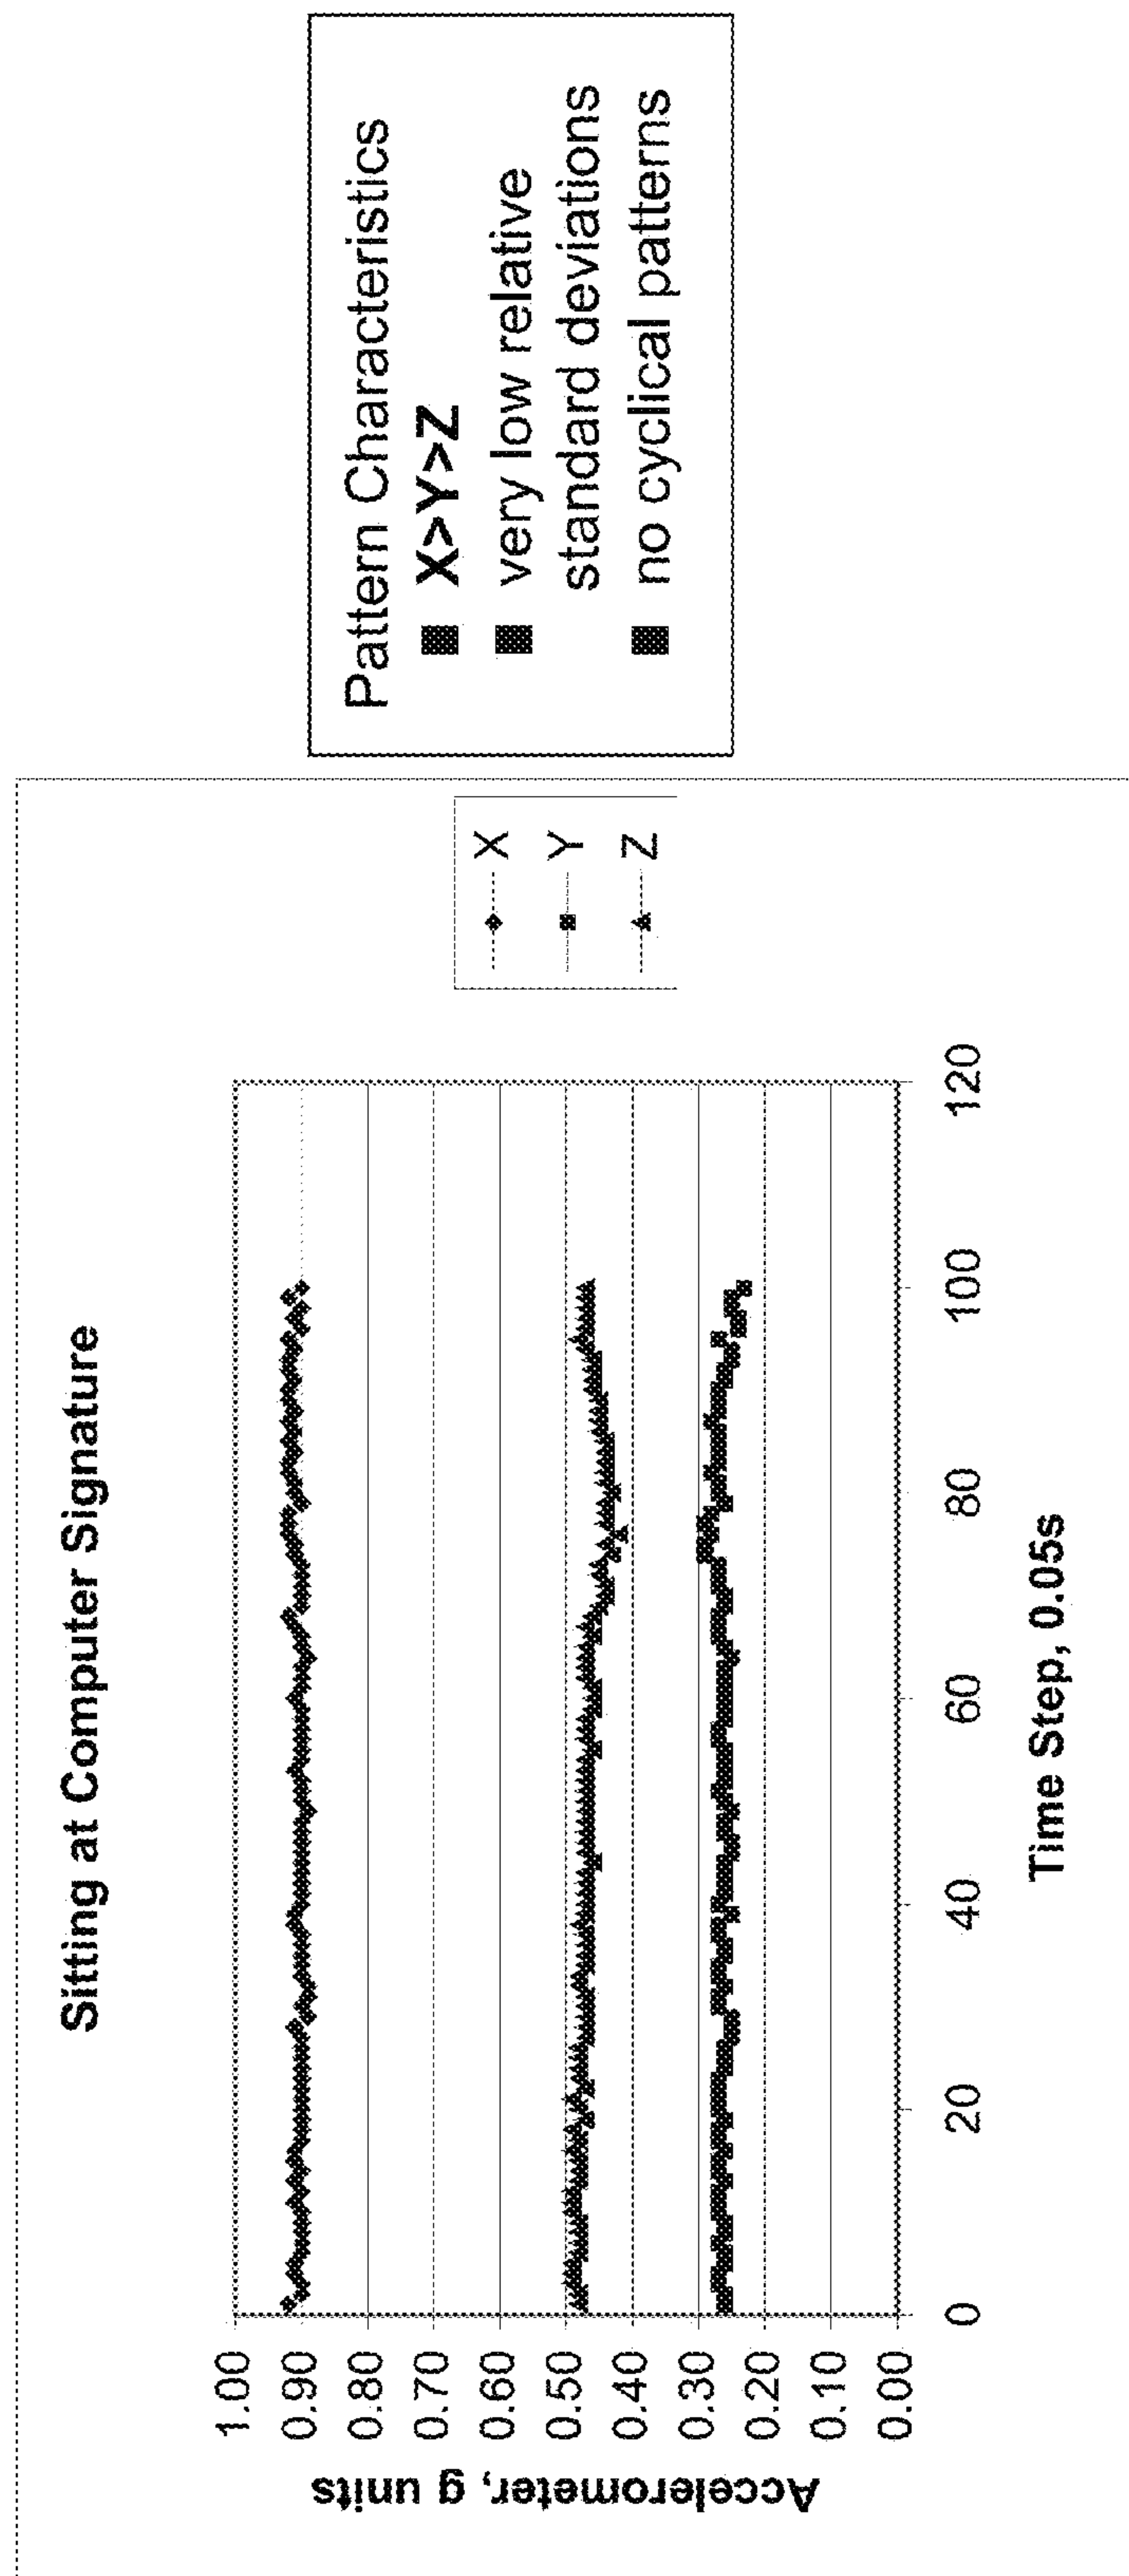 Sitting at Computer Signature
Accelerometer, g units
1.00
0.90
0.80
0.70
0.60
0.50
0.40
0.30
0.20
0.10
0.00
0 20 40 60 80 100 120
Time Step, 0.05s
X
Y
Z
Pattern Characteristics
X>Y>Z
very low relative
standard deviations
no cyclical patterns